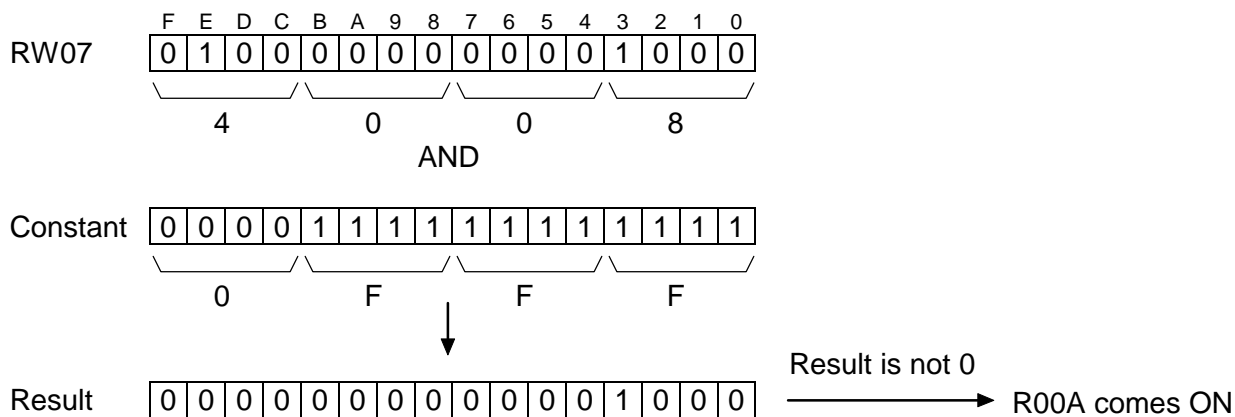 F E D C B A 9 8 7 6 5 4 3 2 1 0
RW07 0 1 0 0 0 0 0 0 0 0 0 0 1 0 0 0
4 0 0 8
AND
Constant 0 0 0 0 1 1 1 1 1 1 1 1 1 1 1 1
0 F F F
Result is not 0
Result 0 0 0 0 0 0 0 0 0 0 0 0 1 0 0 0 R00A comes ON